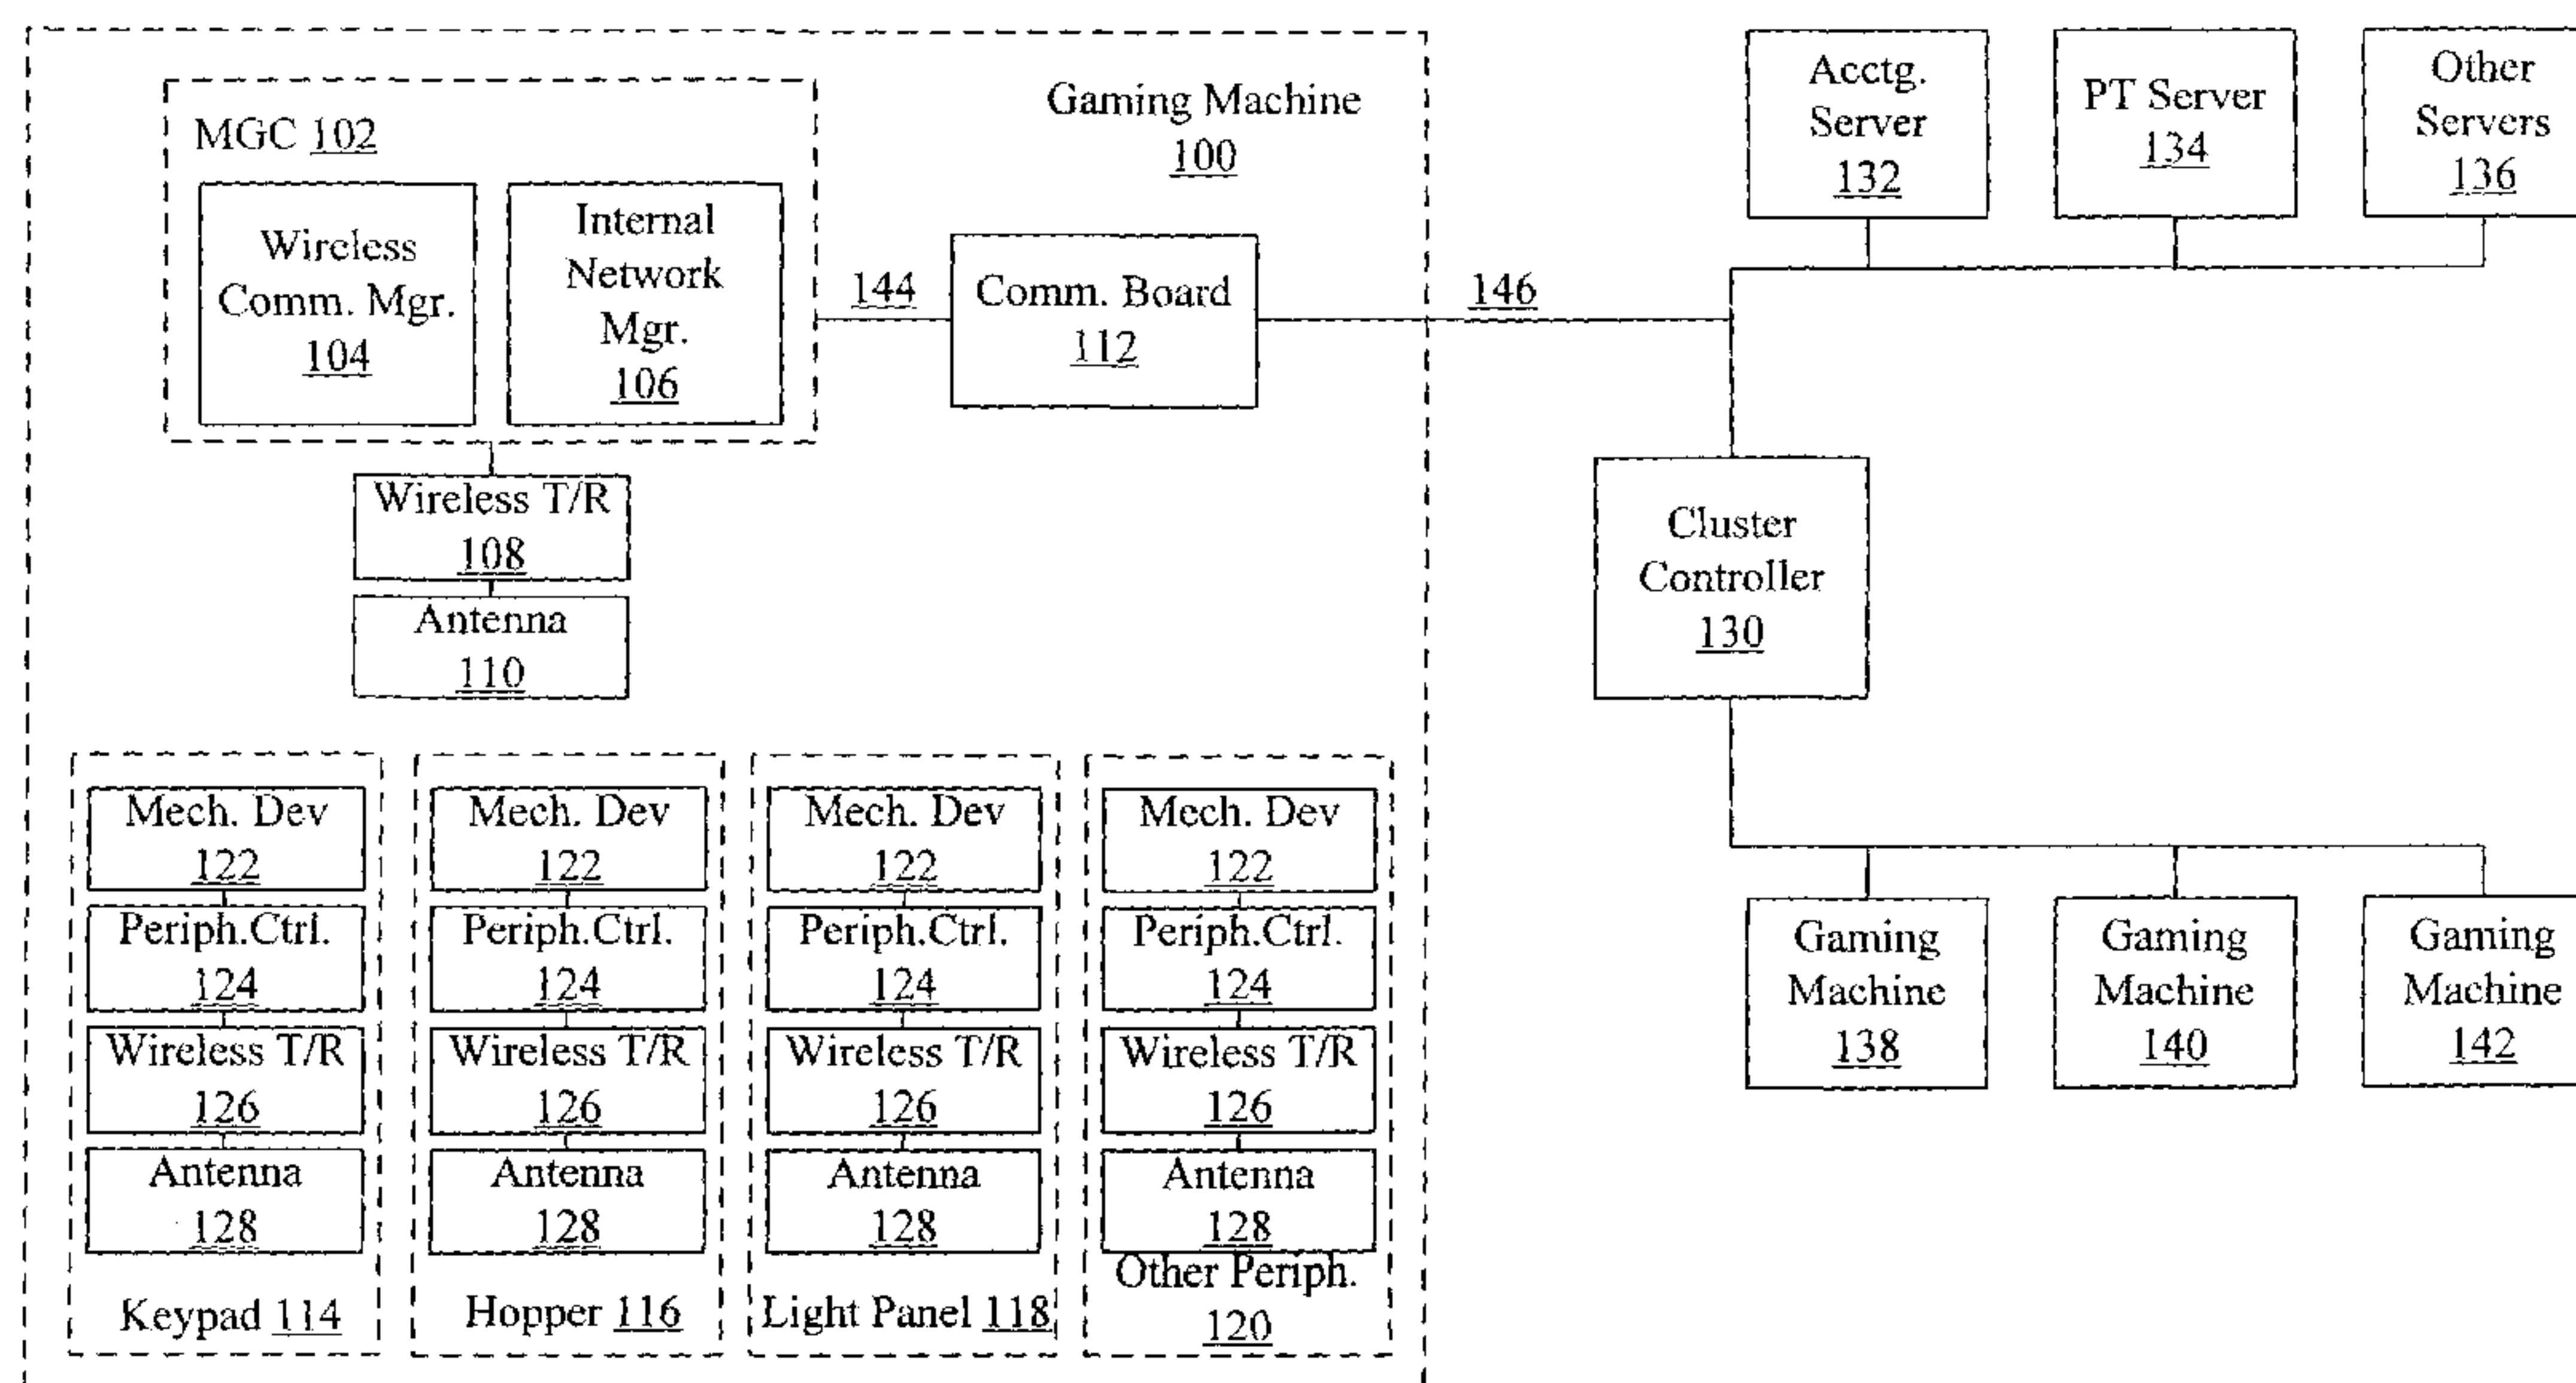 Gaming Machine
100
MGC 102
Wireless
Comm. Mgr.
104
Internal
Network
Mgr.
106
144
Comm. Board
112
146
Wireless T/R
108
Antenna
110
Mech. Dev
122
Periph.Ctrl.
124
Wireless T/R
126
Antenna
128
Keypad 114
Mech. Dev
122
Periph.Ctrl.
124
Wireless T/R
126
Antenna
128
Hopper 116
Mech. Dev
122
Periph.Ctrl.
124
Wireless T/R
126
Antenna
128
Light Panel 118
Mech. Dev
122
Periph.Ctrl.
124
Wireless T/R
126
Antenna
128
Other Periph.
120
Acctg.
Server
132
PT Server
134
Other
Servers
136
Cluster
Controller
130
Gaming
Machine
138
Gaming
Machine
140
Gaming
Machine
142